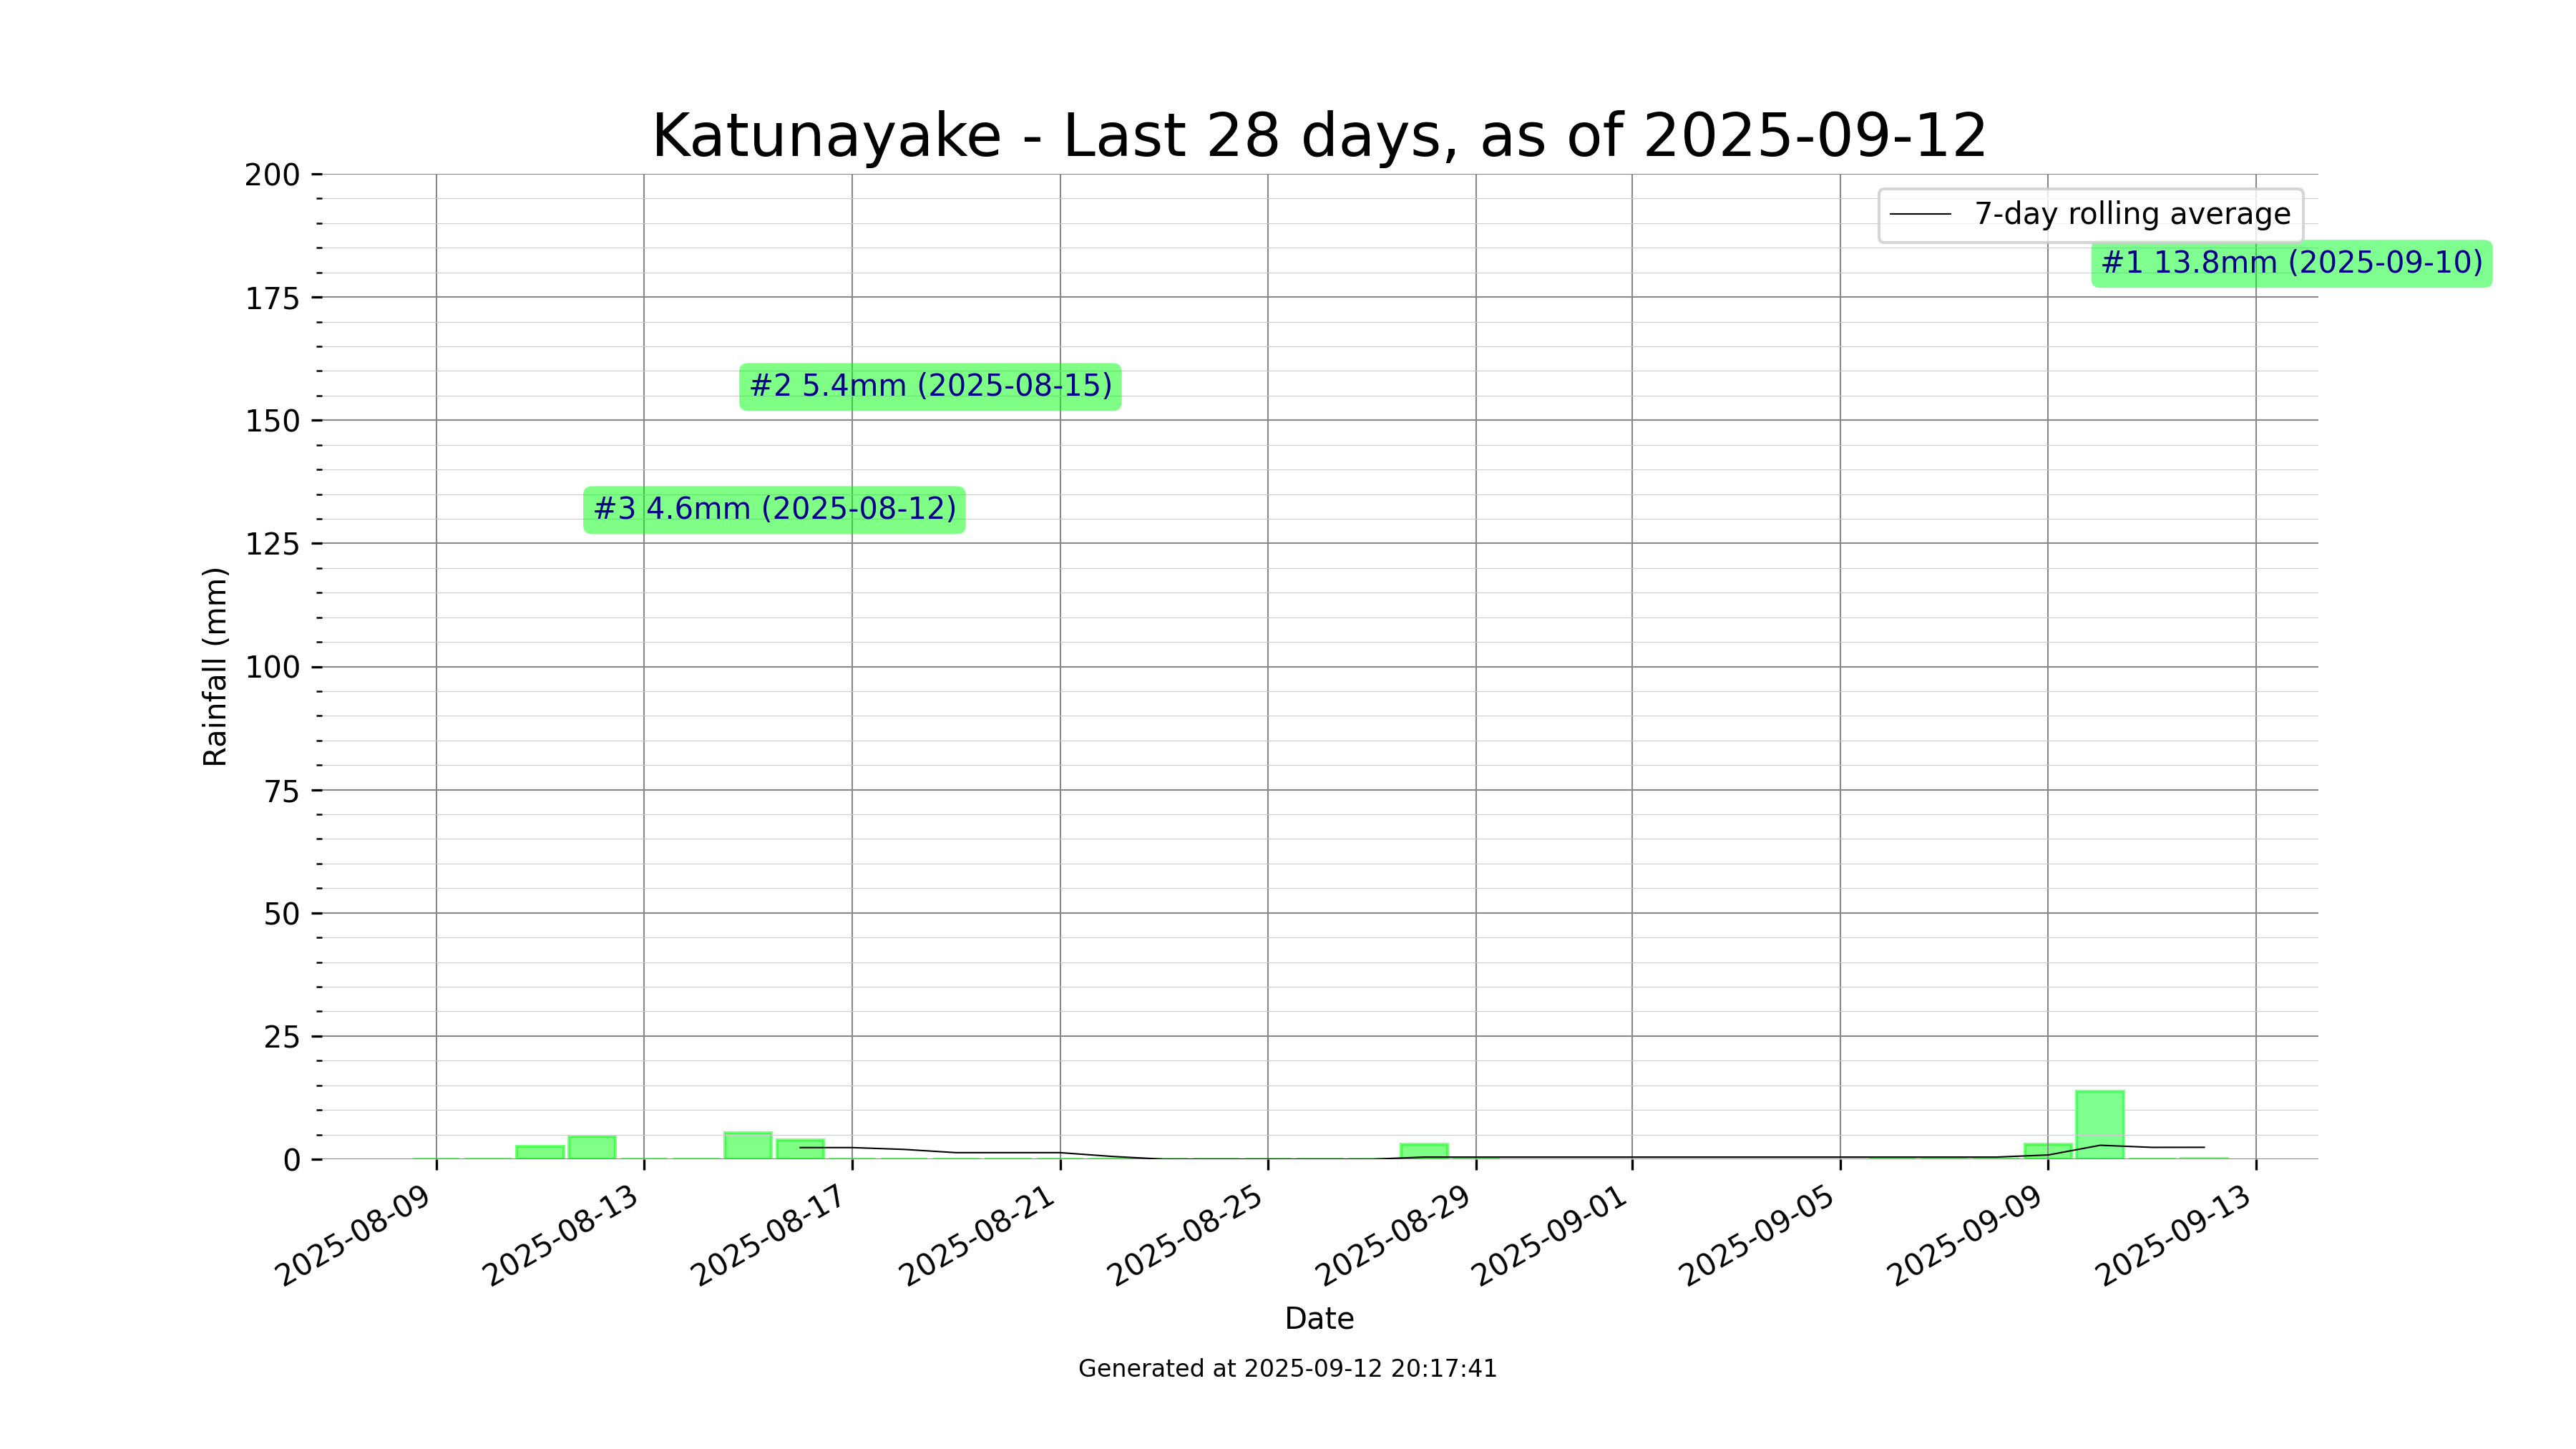 Katunayake - Last 28 days, as of 2025-09-12
7-day rolling average
#1 13.8mm (2025-09-10)
#2 5.4mm (2025-08-15)
#3 4.6mm (2025-08-12)
Rainfall (mm)
200
175
150
125
100
75
50
25
0
2025-08-09
2025-08-13
2025-08-17
2025-08-21
2025-08-25
2025-08-29
2025-09-01
2025-09-05
2025-09-09
2025-09-13
Date
Generated at 2025-09-12 20:17:41